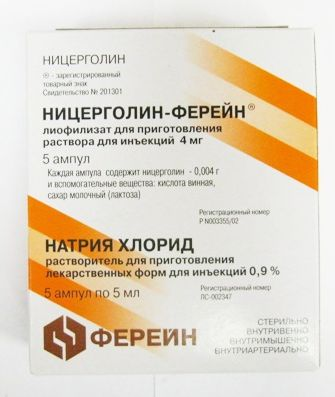 НИЦЕРГОЛИН
® - зарегистрированный
товарный знак
Свидетельство № 201301
НИЦЕРГОЛИН-ФЕРЕЙН®
лиофилизат для приготовления
раствора для инъекций 4 мг
5 ампул
Каждая ампула содержит ницерголин - 0,004 г
и вспомогательные вещества: кислота винная,
сахар молочный (лактоза)
Регистрационный номер
Р N003355/02
НАТРИЯ ХЛОРИД
растворитель для приготовления
лекарственных форм для инъекций 0,9 %
5 ампул по 5 мл
Регистрационный номер
ЛС-002347
ФЕРЕЙН
СТЕРИЛЬНО
ВНУТРИВЕННО
ВНУТРИМЫШЕЧНО
ВНУТРИАРТЕРИАЛЬНО